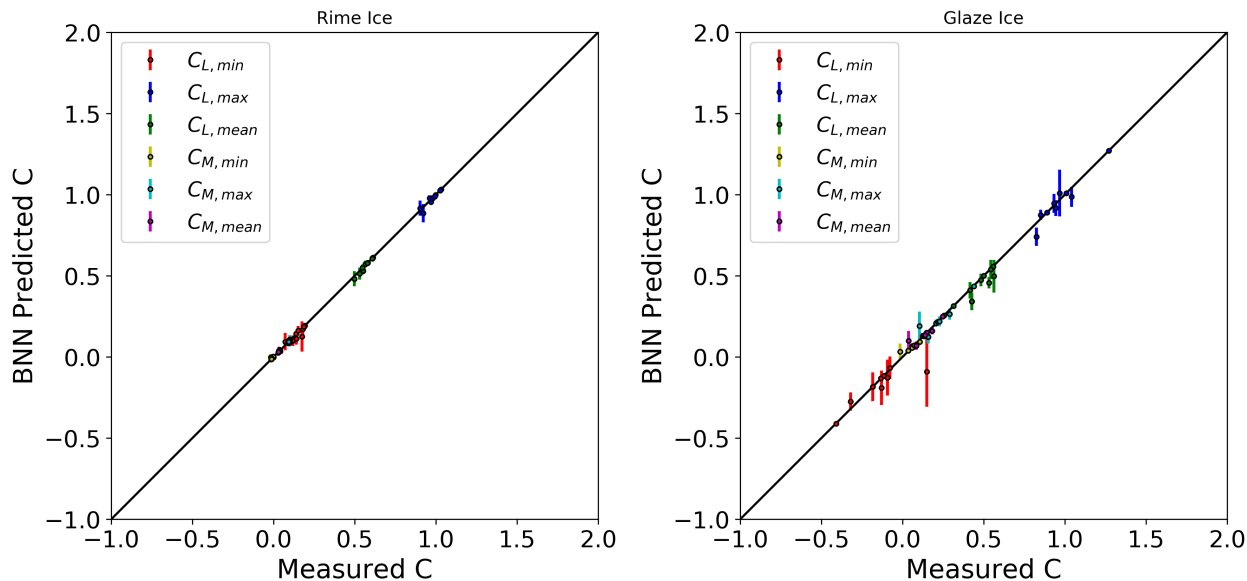 Rime Ice
2.0
1.5
1.0
0.5
0.0
−0.5
−1.0
BNN Predicted C
C_{L, min}
C_{L, max}
C_{L, mean}
C_{M, min}
C_{M, max}
C_{M, mean}
−1.0 −0.5 0.0 0.5 1.0 1.5 2.0
Measured C
Glaze Ice
2.0
1.5
1.0
0.5
0.0
−0.5
−1.0
BNN Predicted C
C_{L, min}
C_{L, max}
C_{L, mean}
C_{M, min}
C_{M, max}
C_{M, mean}
−1.0 −0.5 0.0 0.5 1.0 1.5 2.0
Measured C